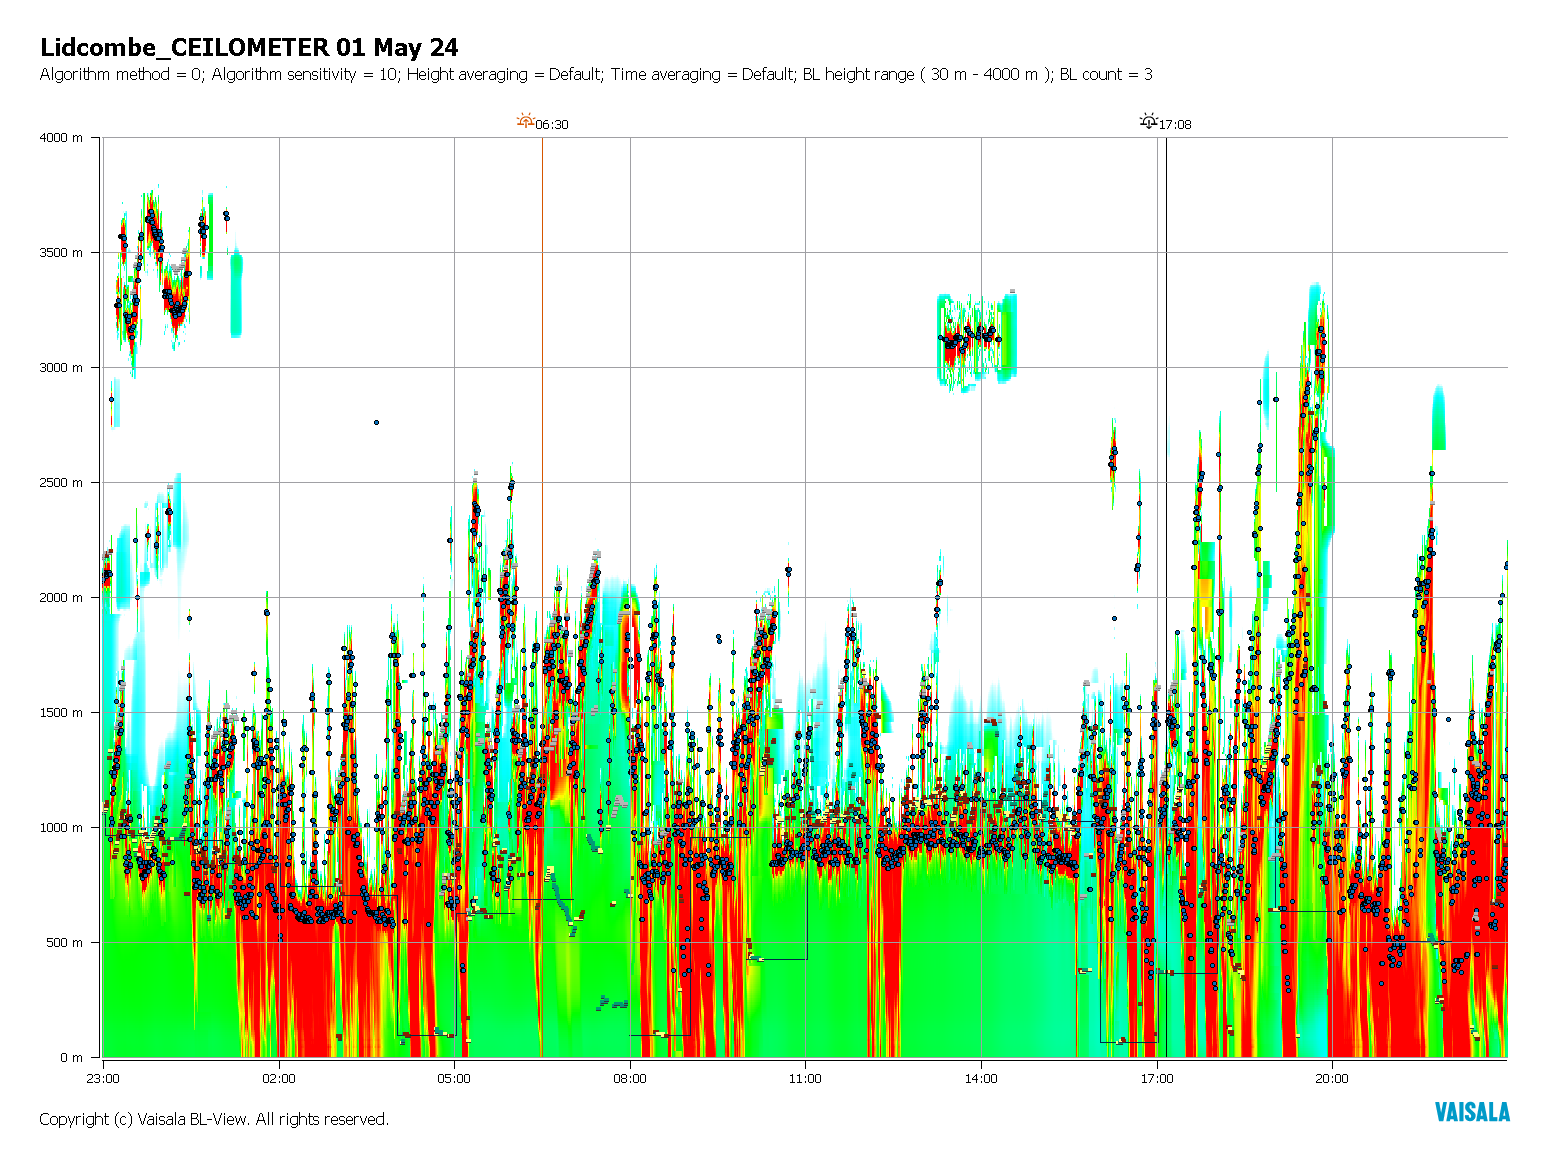 Lidcombe_CEILOMETER 01 May 24
Algorithm method = 0; Algorithm sensitivity = 10; Height averaging = Default; Time averaging = Default; BL height range ( 30 m - 4000 m ); BL count = 3
06:30
17:08
4000 m
3500 m
3000 m
2500 m
2000 m
1500 m
1000 m
500 m
0 m
23:00
02:00
05:00
08:00
11:00
14:00
17:00
20:00
Copyright (c) Vaisala BL-View. All rights reserved.
VAISALA